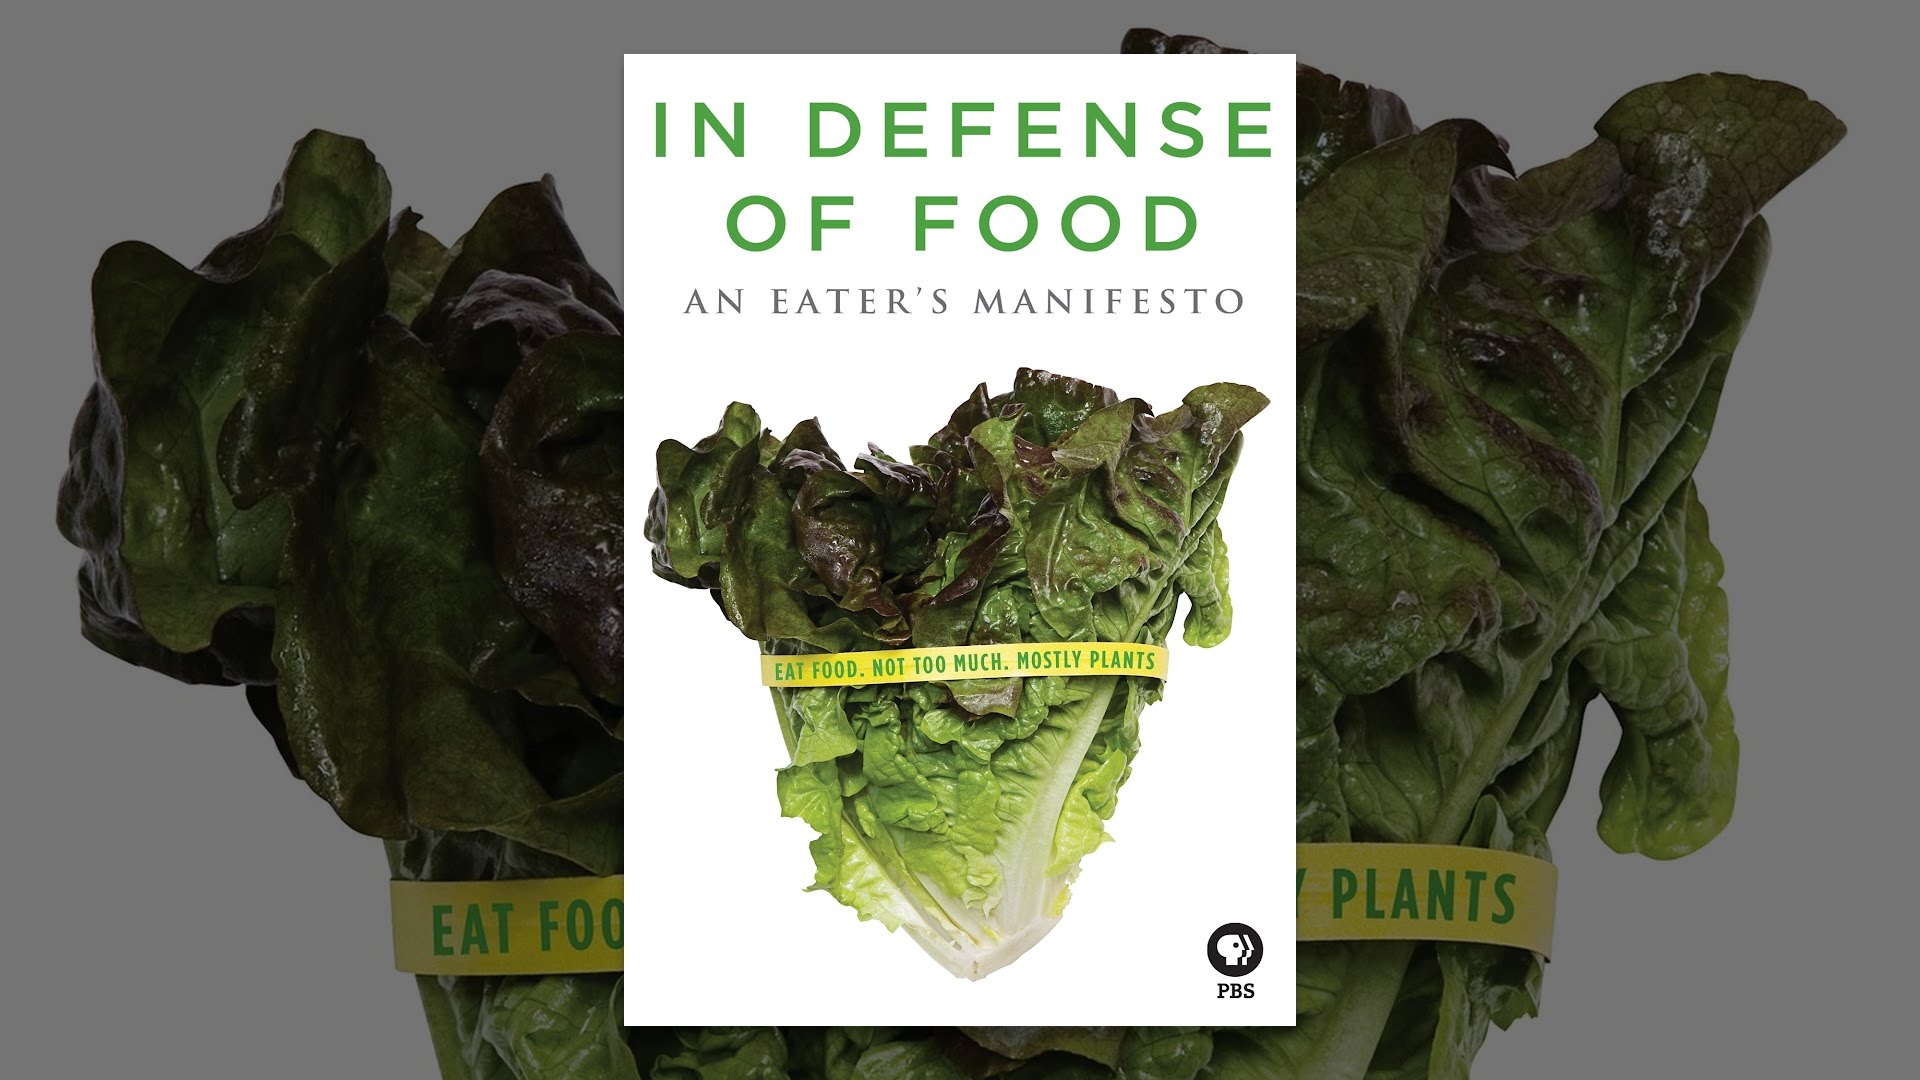 IN DEFENSE
OF FOOD
AN EATER'S MANIFESTO
EAT FOOD. NOT TOO MUCH. MOSTLY PLANTS
PBS
EAT FOO
Y PLANTS